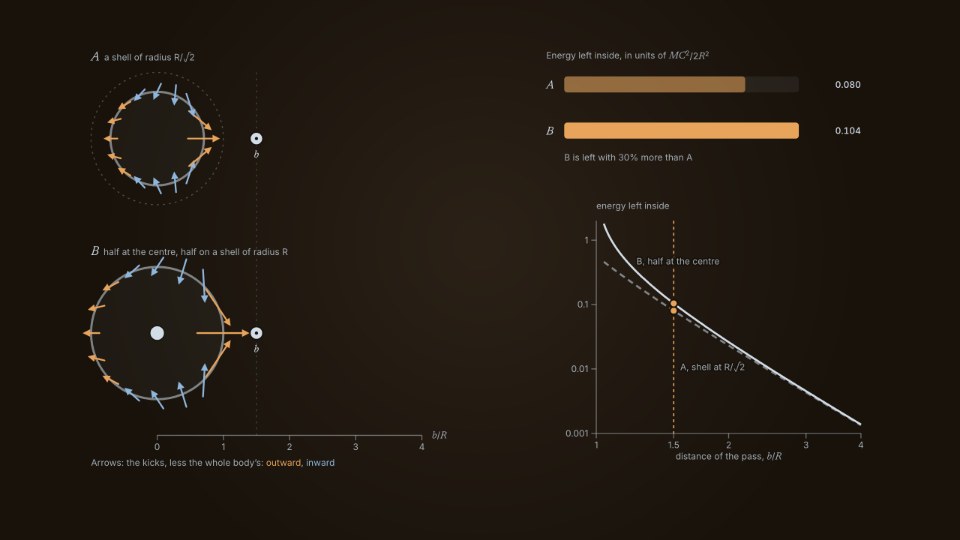 A a shell of radius R/√2
b
B half at the centre, half on a shell of radius R
b
0 1 2 3 4 b/R
Arrows: the kicks, less the whole body's: outward, inward
Energy left inside, in units of MC²/2R²
A 0.080
B 0.104
B is left with 30% more than A
energy left inside
1
B, half at the centre
0.1
A, shell at R/√2
0.01
0.001
1 1.5 2 3 4
distance of the pass, b/R